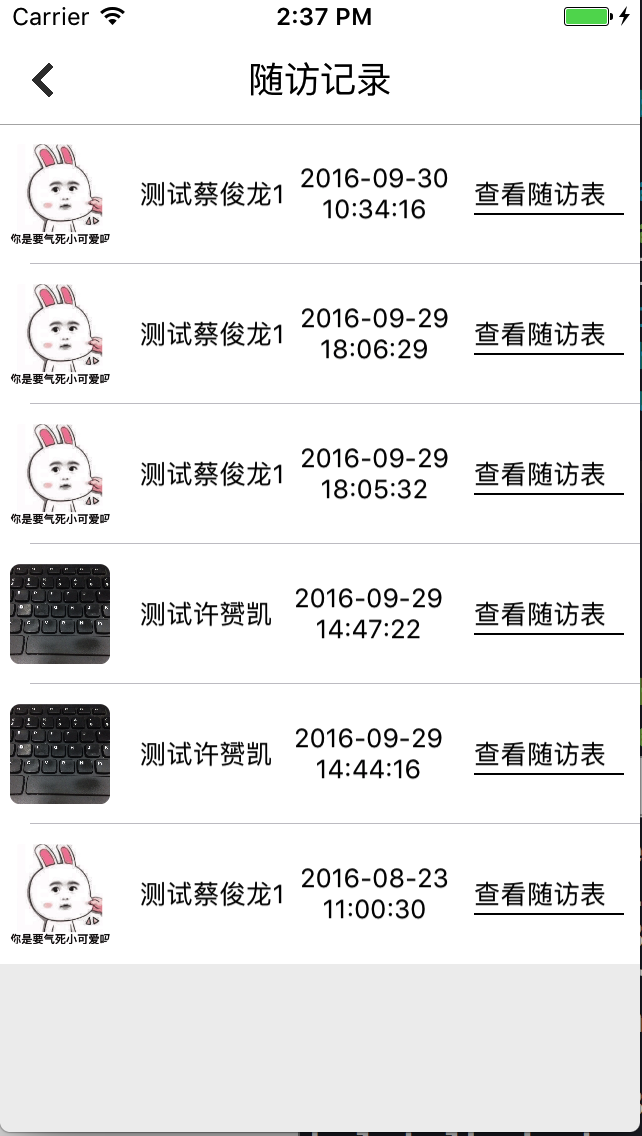 Carrier 2:37 PM
随访记录
测试蔡俊龙1
2016-09-30
10:34:16
查看随访表
你是要气死小可爱吧
测试蔡俊龙1
2016-09-29
18:06:29
查看随访表
你是要气死小可爱吧
测试蔡俊龙1
2016-09-29
18:05:32
查看随访表
你是要气死小可爱吧
测试许赟凯
2016-09-29
14:47:22
查看随访表
测试许赟凯
2016-09-29
14:44:16
查看随访表
测试蔡俊龙1
2016-08-23
11:00:30
查看随访表
你是要气死小可爱吧